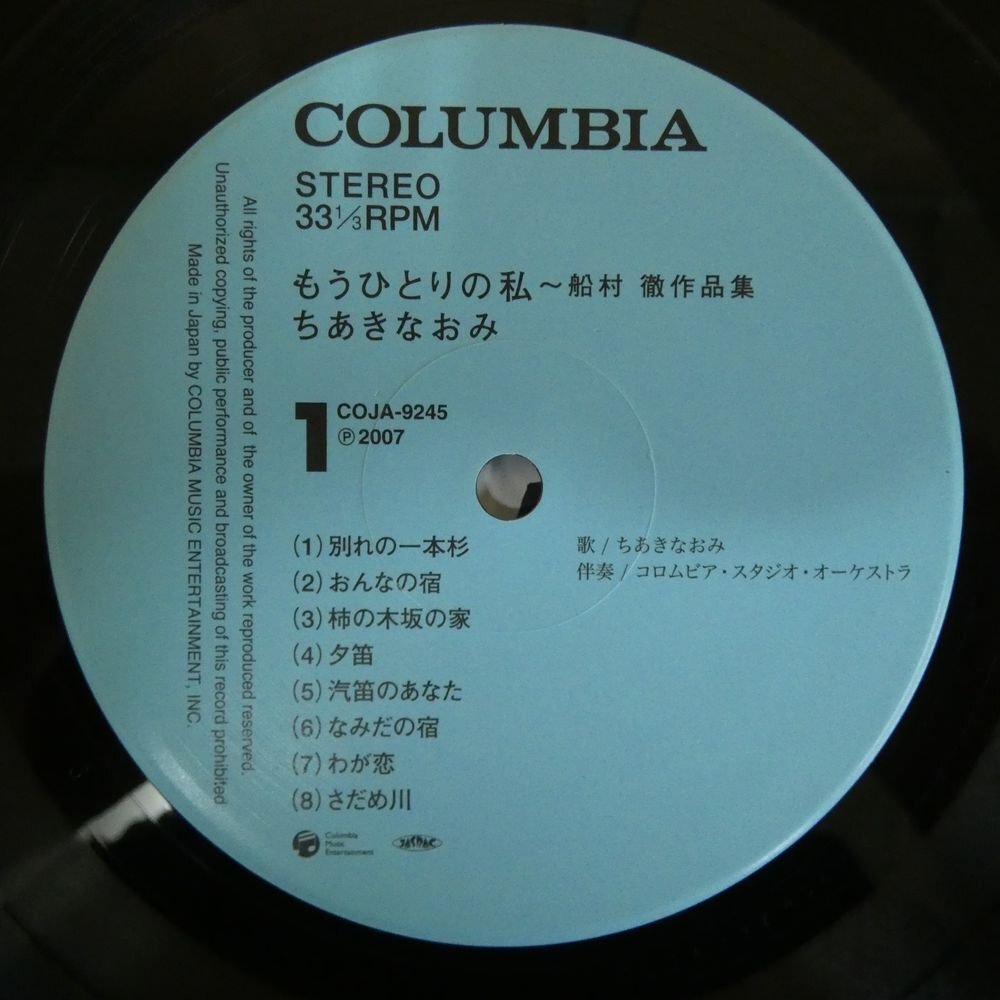 COLUMBIA
STEREO
33 1/3 RPM
もうひとりの私～船村 徹作品集
ちあきなおみ
1
COJA-9245
℗ 2007
(1) 別れの一本杉
(2) おんなの宿
(3) 柿の木坂の家
(4) 夕笛
(5) 汽笛のあなた
(6) なみだの宿
(7) わが恋
(8) さだめ川
歌 / ちあきなおみ
伴奏 / コロムビア・スタジオ・オーケストラ
Columbia
Music
Entertainment
JASRAC
All rights of the producer and of the owner of the work reproduced reserved.
Unauthorized copying, public performance and broadcasting of this record prohibited
Made in Japan by COLUMBIA MUSIC ENTERTAINMENT, INC.